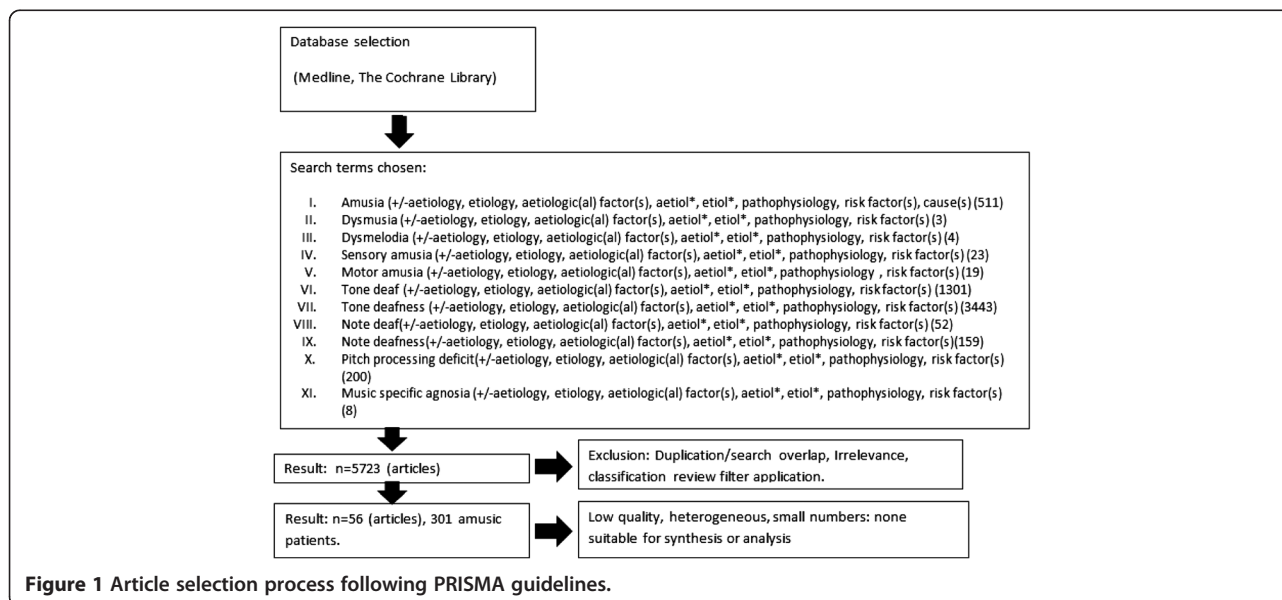 Database selection
(Medline, The Cochrane Library)
Search terms chosen:
I. Amusia (+/-aetiology, etiology, aetiologic(al) factor(s), aetiol*, etiol*, pathophysiology, risk factor(s), cause(s) (511)
II. Dysmusia (+/-aetiology, etiology, aetiologic(al) factor(s), aetiol*, etiol*, pathophysiology, risk factor(s) (3)
III. Dysmelodia (+/-aetiology, etiology, aetiologic(al) factor(s), aetiol*, etiol*, pathophysiology, risk factor(s) (4)
IV. Sensory amusia (+/-aetiology, etiology, aetiologic(al) factor(s), aetiol*, etiol*, pathophysiology, risk factor(s) (23)
V. Motor amusia (+/-aetiology, etiology, aetiologic(al) factor(s), aetiol*, etiol*, pathophysiology , risk factor(s) (19)
VI. Tone deaf (+/-aetiology, etiology, aetiologic(al) factor(s), aetiol*, etiol*, pathophysiology, risk factor(s) (1301)
VII. Tone deafness (+/-aetiology, etiology, aetiologic(al) factor(s), aetiol*, etiol*, pathophysiology, risk factor(s) (3443)
VIII. Note deaf(+/-aetiology, etiology, aetiologic(al) factor(s), aetiol*, etiol*, pathophysiology, risk factor(s) (52)
IX. Note deafness(+/-aetiology, etiology, aetiologic(al) factor(s), aetiol*, etiol*, pathophysiology, risk factor(s)(159)
X. Pitch processing deficit(+/-aetiology, etiology, aetiologic(al) factor(s), aetiol*, etiol*, pathophysiology, risk factor(s)
(200)
XI. Music specific agnosia (+/-aetiology, etiology, aetiologic(al) factor(s), aetiol*, etiol*, pathophysiology, risk factor(s)
(8)
Result: n=5723 (articles)
Exclusion: Duplication/search overlap, Irrelevance,
classification review filter application.
Result: n=56 (articles), 301 amusic
patients.
Low quality, heterogeneous, small numbers: none
suitable for synthesis or analysis
Figure 1 Article selection process following PRISMA guidelines.